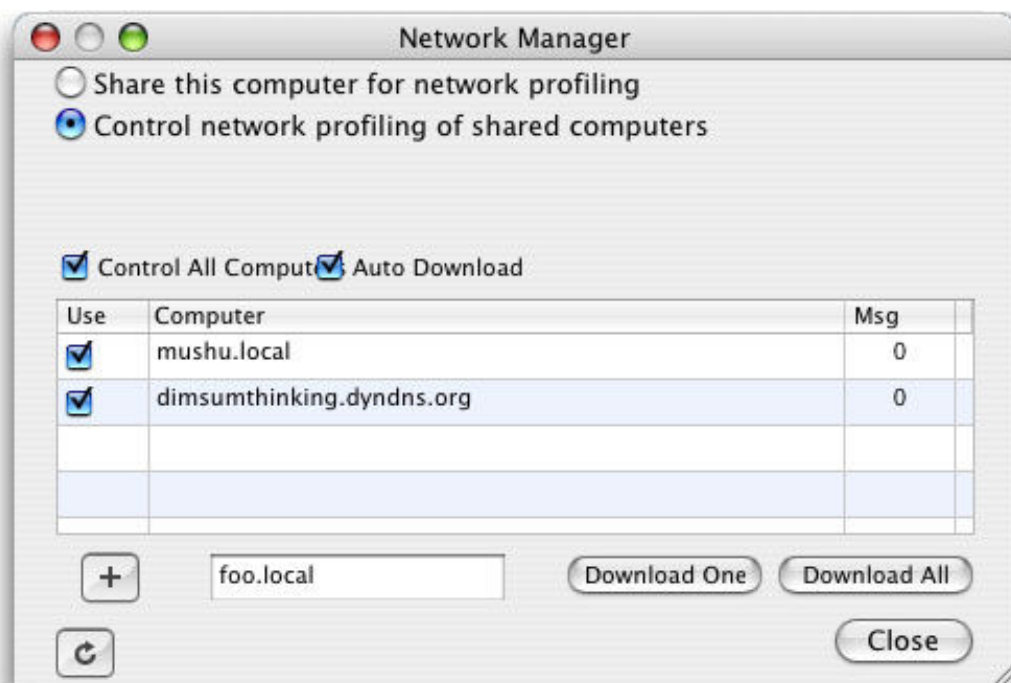 Network Manager
Share this computer for network profiling
Control network profiling of shared computers
Control All Compute Auto Download
Use Computer Msg
mushu.local 0
dimsumthinking.dyndns.org 0
+ foo.local Download One Download All
Close